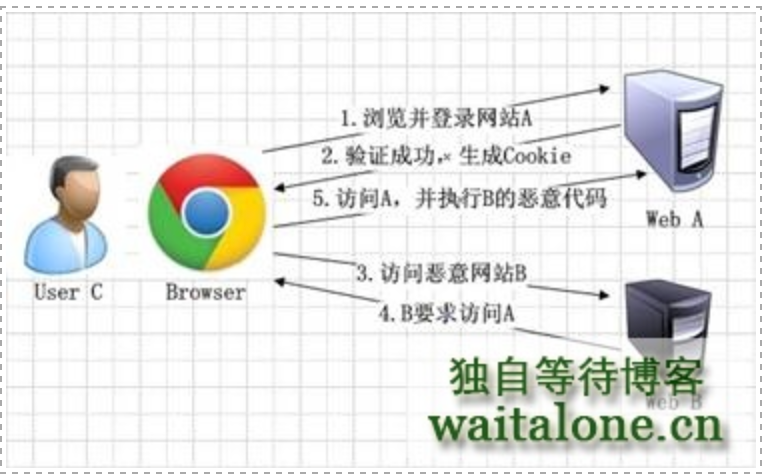 1.浏览并登录网站A
2.验证成功,× 生成Cookie
5.访问A，并执行B的恶意代码
Web A
User C
Browser
3.访问恶意网站B
4.B要求访问A
独自等待博客
Web B
waitalone.cn